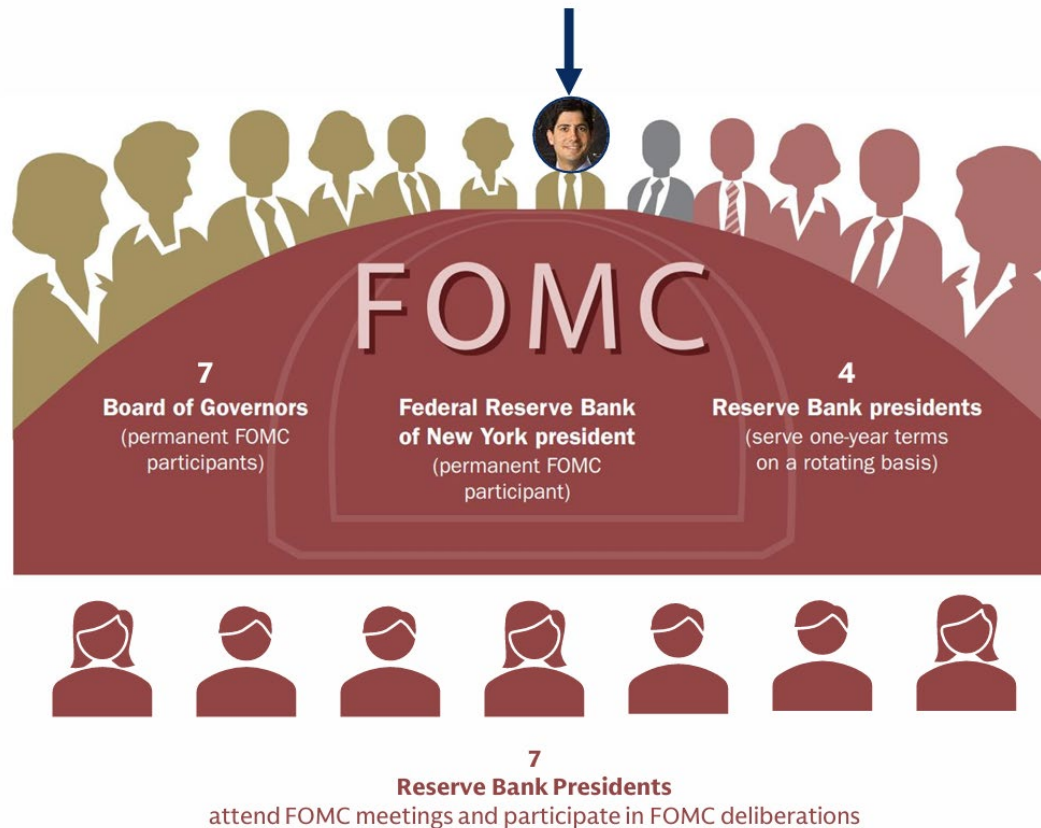 FOMC
7
Board of Governors
(permanent FOMC
participants)
Federal Reserve Bank
of New York president
(permanent FOMC
participant)
4
Reserve Bank presidents
(serve one-year terms
on a rotating basis)
7
Reserve Bank Presidents
attend FOMC meetings and participate in FOMC deliberations